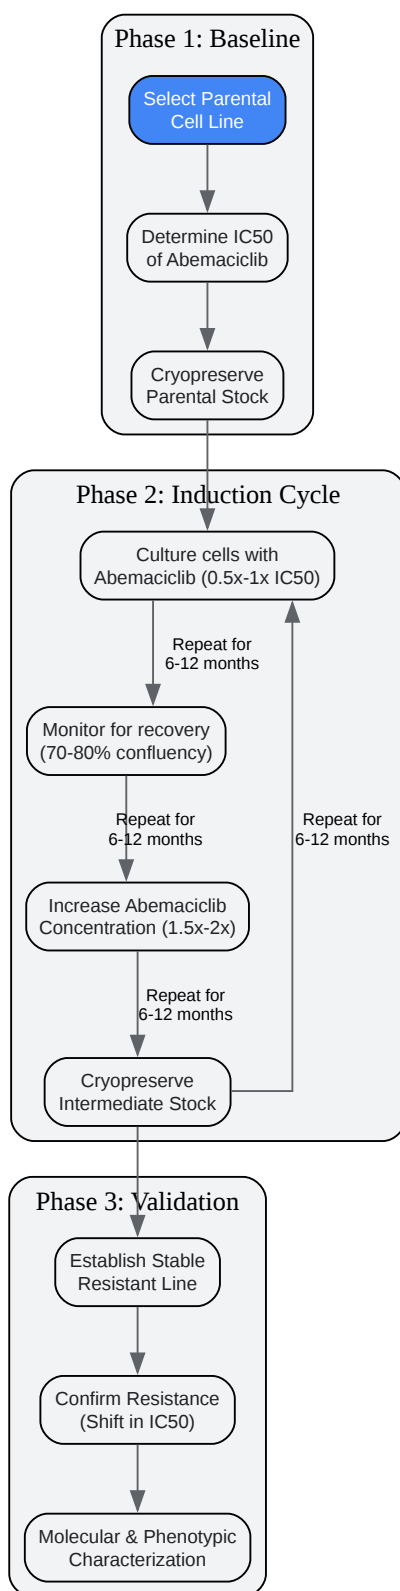 Phase 1: Baseline
Select Parental
Cell Line
Determine IC50
of Abemaciclib
Cryopreserve
Parental Stock
Phase 2: Induction Cycle
Culture cells with
Abemaciclib (0.5x-1x IC50)
Repeat for
6-12 months
Monitor for recovery
(70-80% confluency)
Repeat for
6-12 months
Repeat for
6-12 months
Increase Abemaciclib
Concentration (1.5x-2x)
Repeat for
6-12 months
Cryopreserve
Intermediate Stock
Phase 3: Validation
Establish Stable
Resistant Line
Confirm Resistance
(Shift in IC50)
Molecular & Phenotypic
Characterization